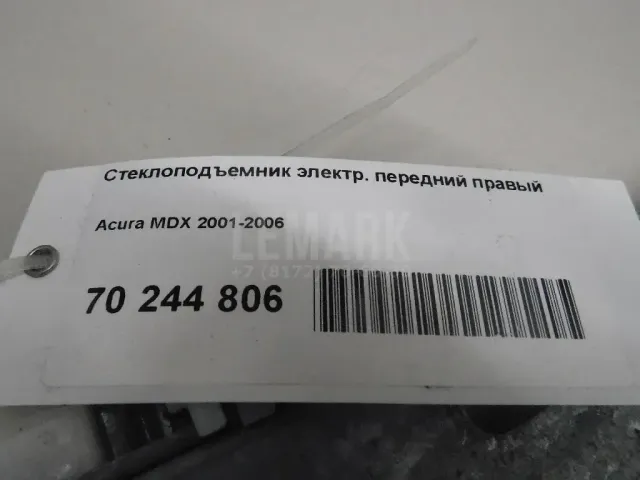 Стеклоподъемник электр. передний правый
Acura MDX 2001-2006
LEMARK
70 244 806